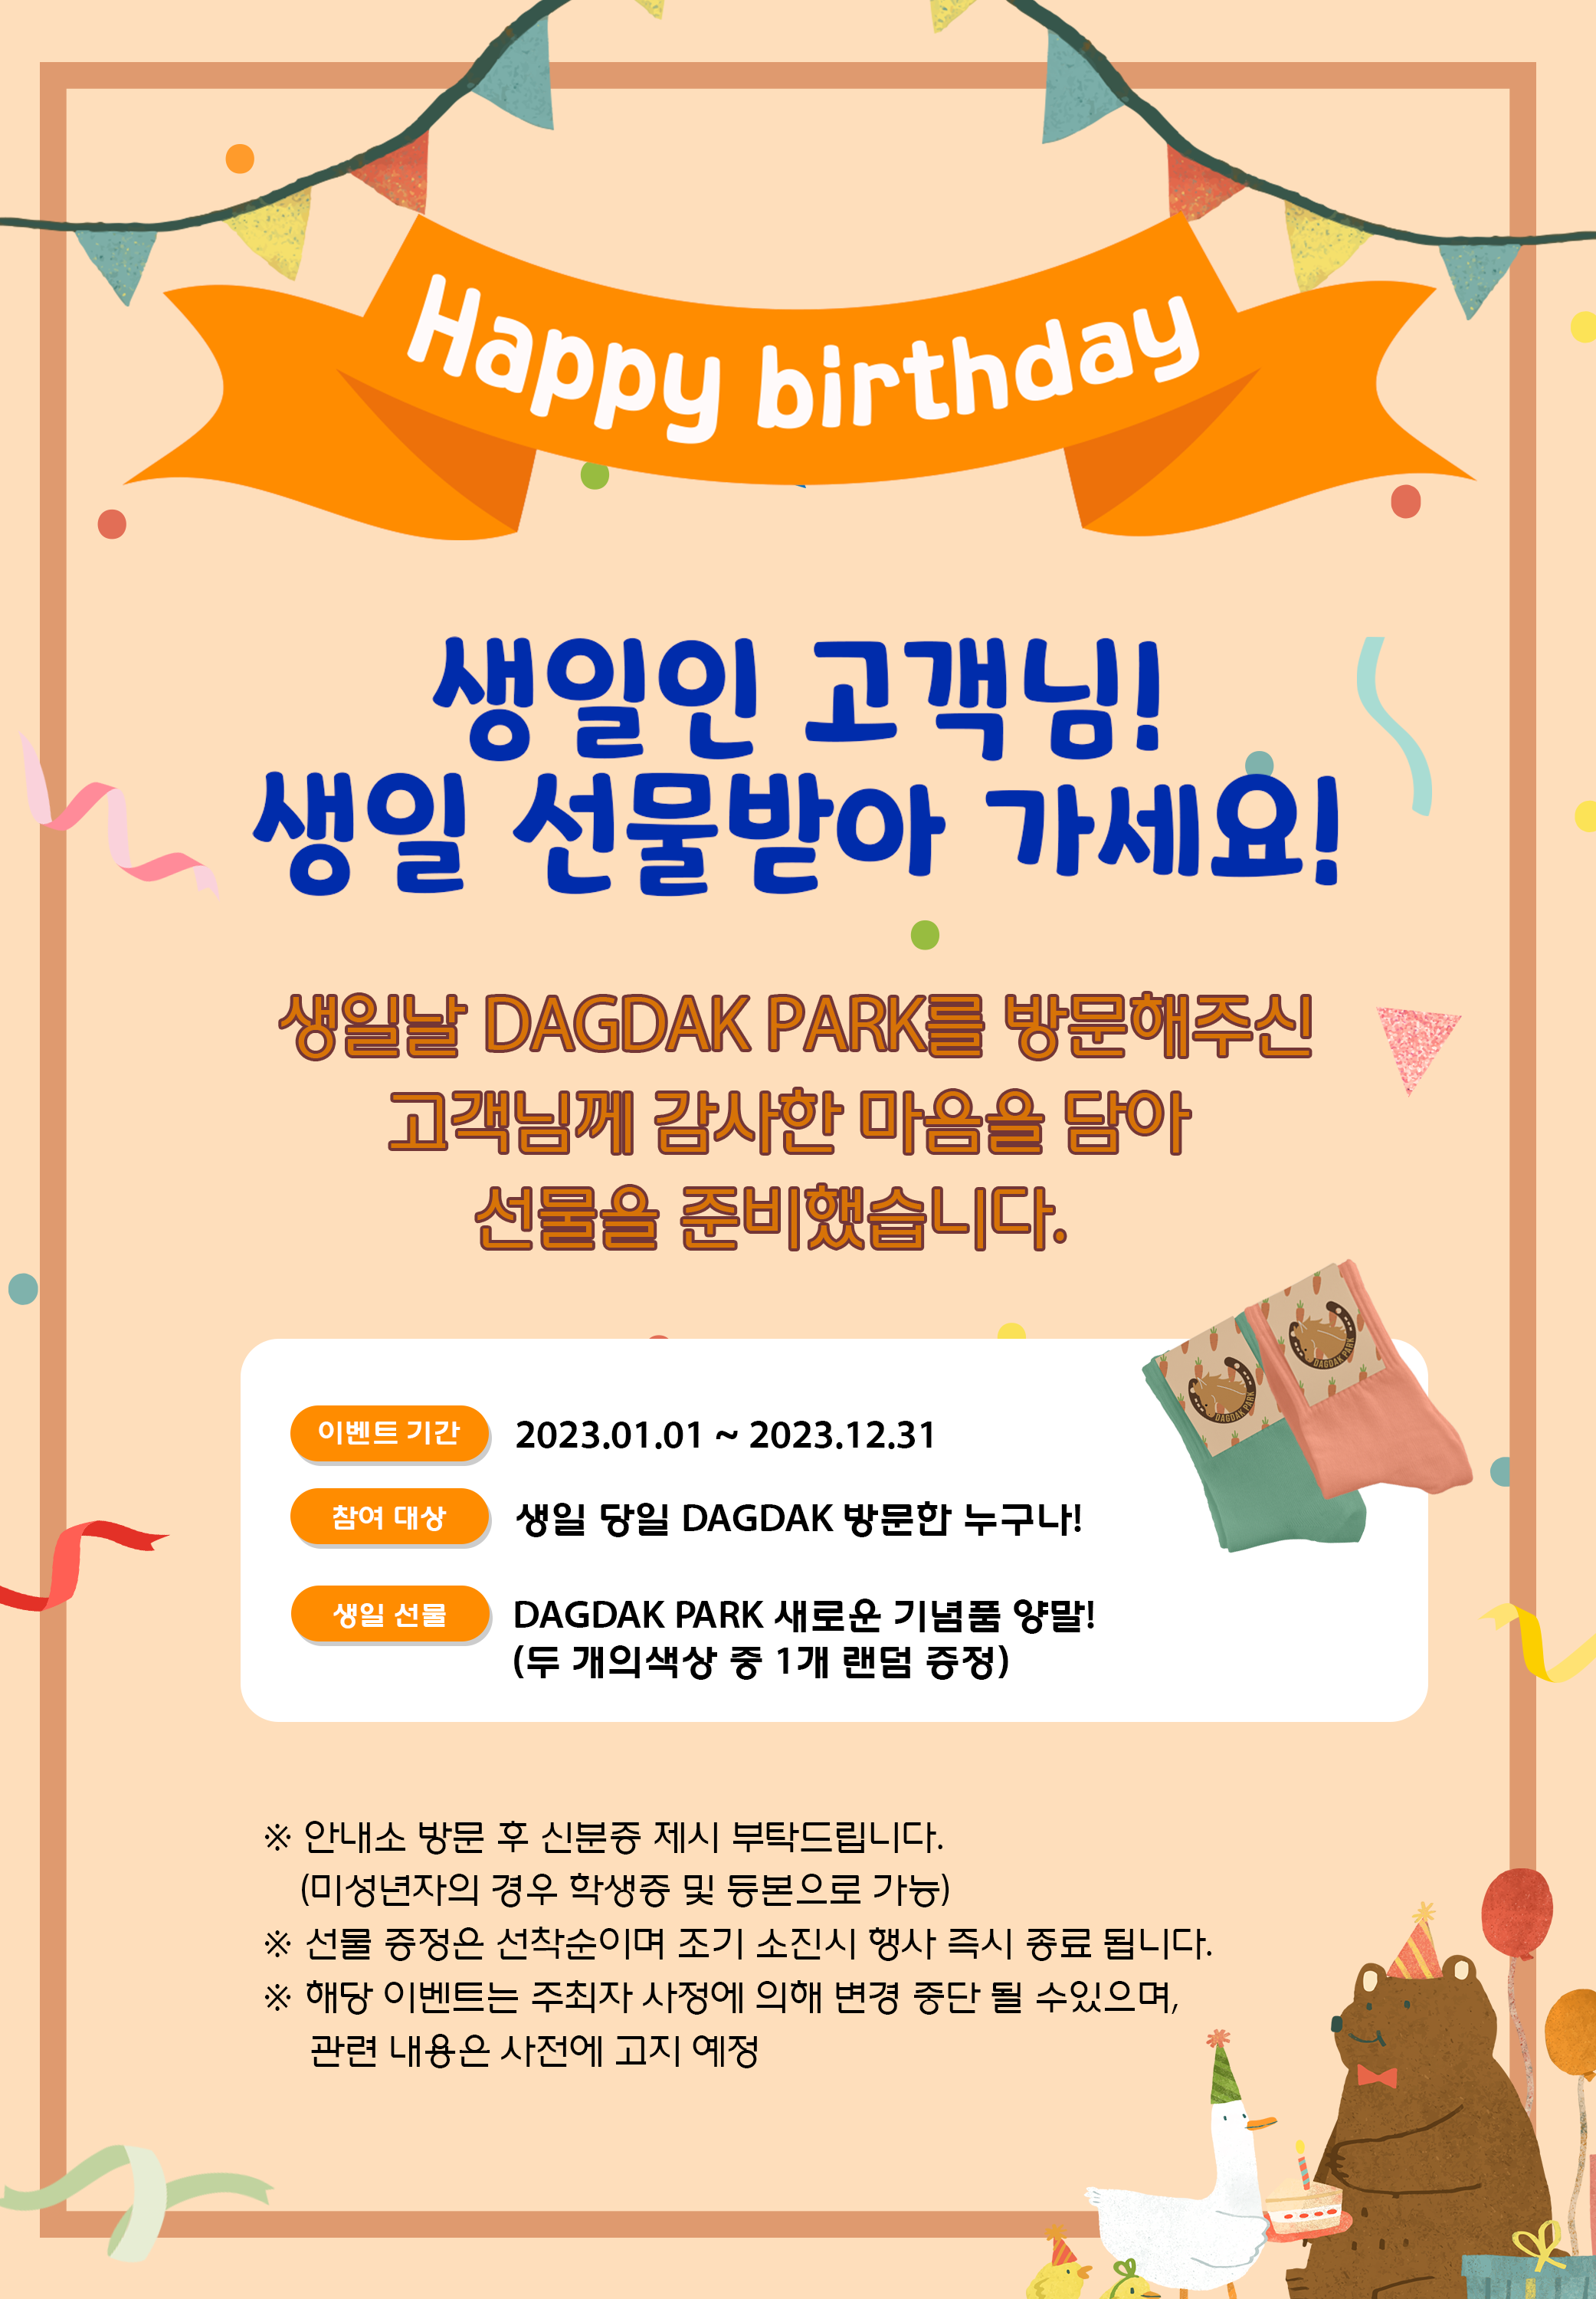 Happy birthday
생일인 고객님!
생일 선물받아 가세요!
생일날 DAGDAK PARK를 방문해주신
고객님께 감사한 마음을 담아
선물을 준비했습니다.
DAGDAK PARK
DAGDAK PARK
이벤트 기간 2023.01.01 ~ 2023.12.31
참여 대상 생일 당일 DAGDAK 방문한 누구나!
생일 선물 DAGDAK PARK 새로운 기념품 양말!
(두 개의색상 중 1개 랜덤 증정)
※ 안내소 방문 후 신분증 제시 부탁드립니다.
(미성년자의 경우 학생증 및 등본으로 가능)
※ 선물 증정은 선착순이며 조기 소진시 행사 즉시 종료 됩니다.
※ 해당 이벤트는 주최자 사정에 의해 변경 중단 될 수있으며,
관련 내용은 사전에 고지 예정